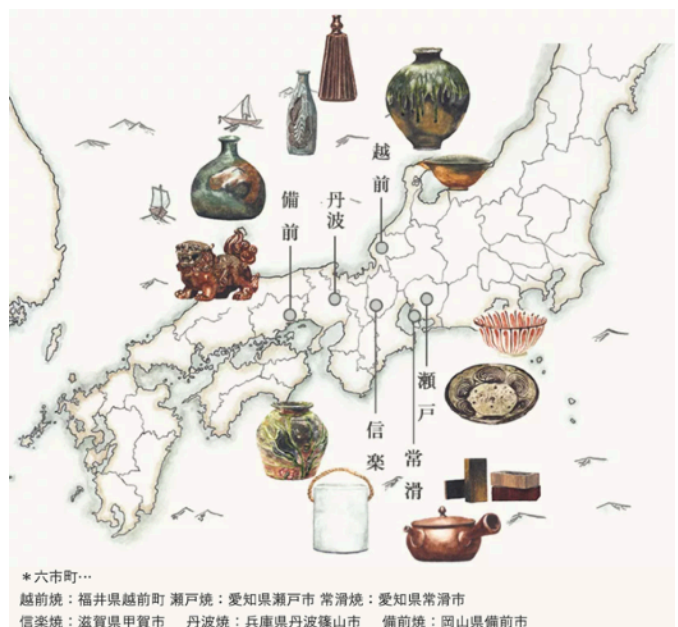 越前
備前
丹波
瀬戸
信楽
常滑
*六市町…
越前焼：福井県越前町 瀬戸焼：愛知県瀬戸市 常滑焼：愛知県常滑市
信楽焼：滋賀県甲賀市 丹波焼：兵庫県丹波篠山市 備前焼：岡山県備前市